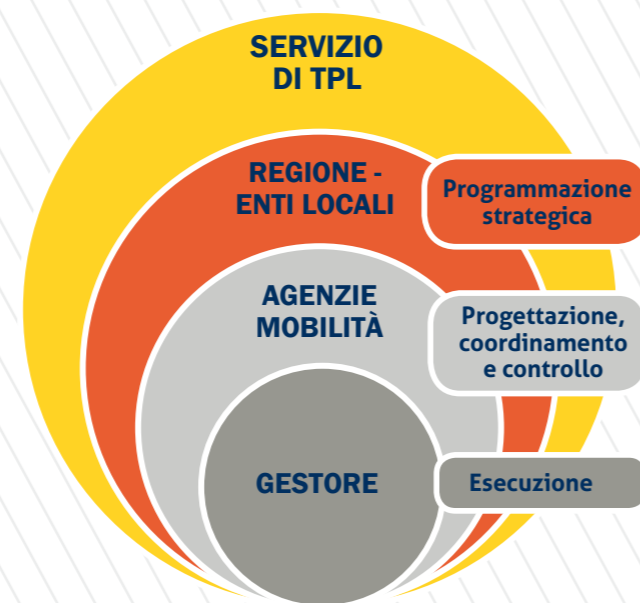 SERVIZIO
DI TPL
REGIONE -
ENTI LOCALI
Programmazione
strategica
AGENZIE
MOBILITÀ
Progettazione,
coordinamento
e controllo
GESTORE
Esecuzione